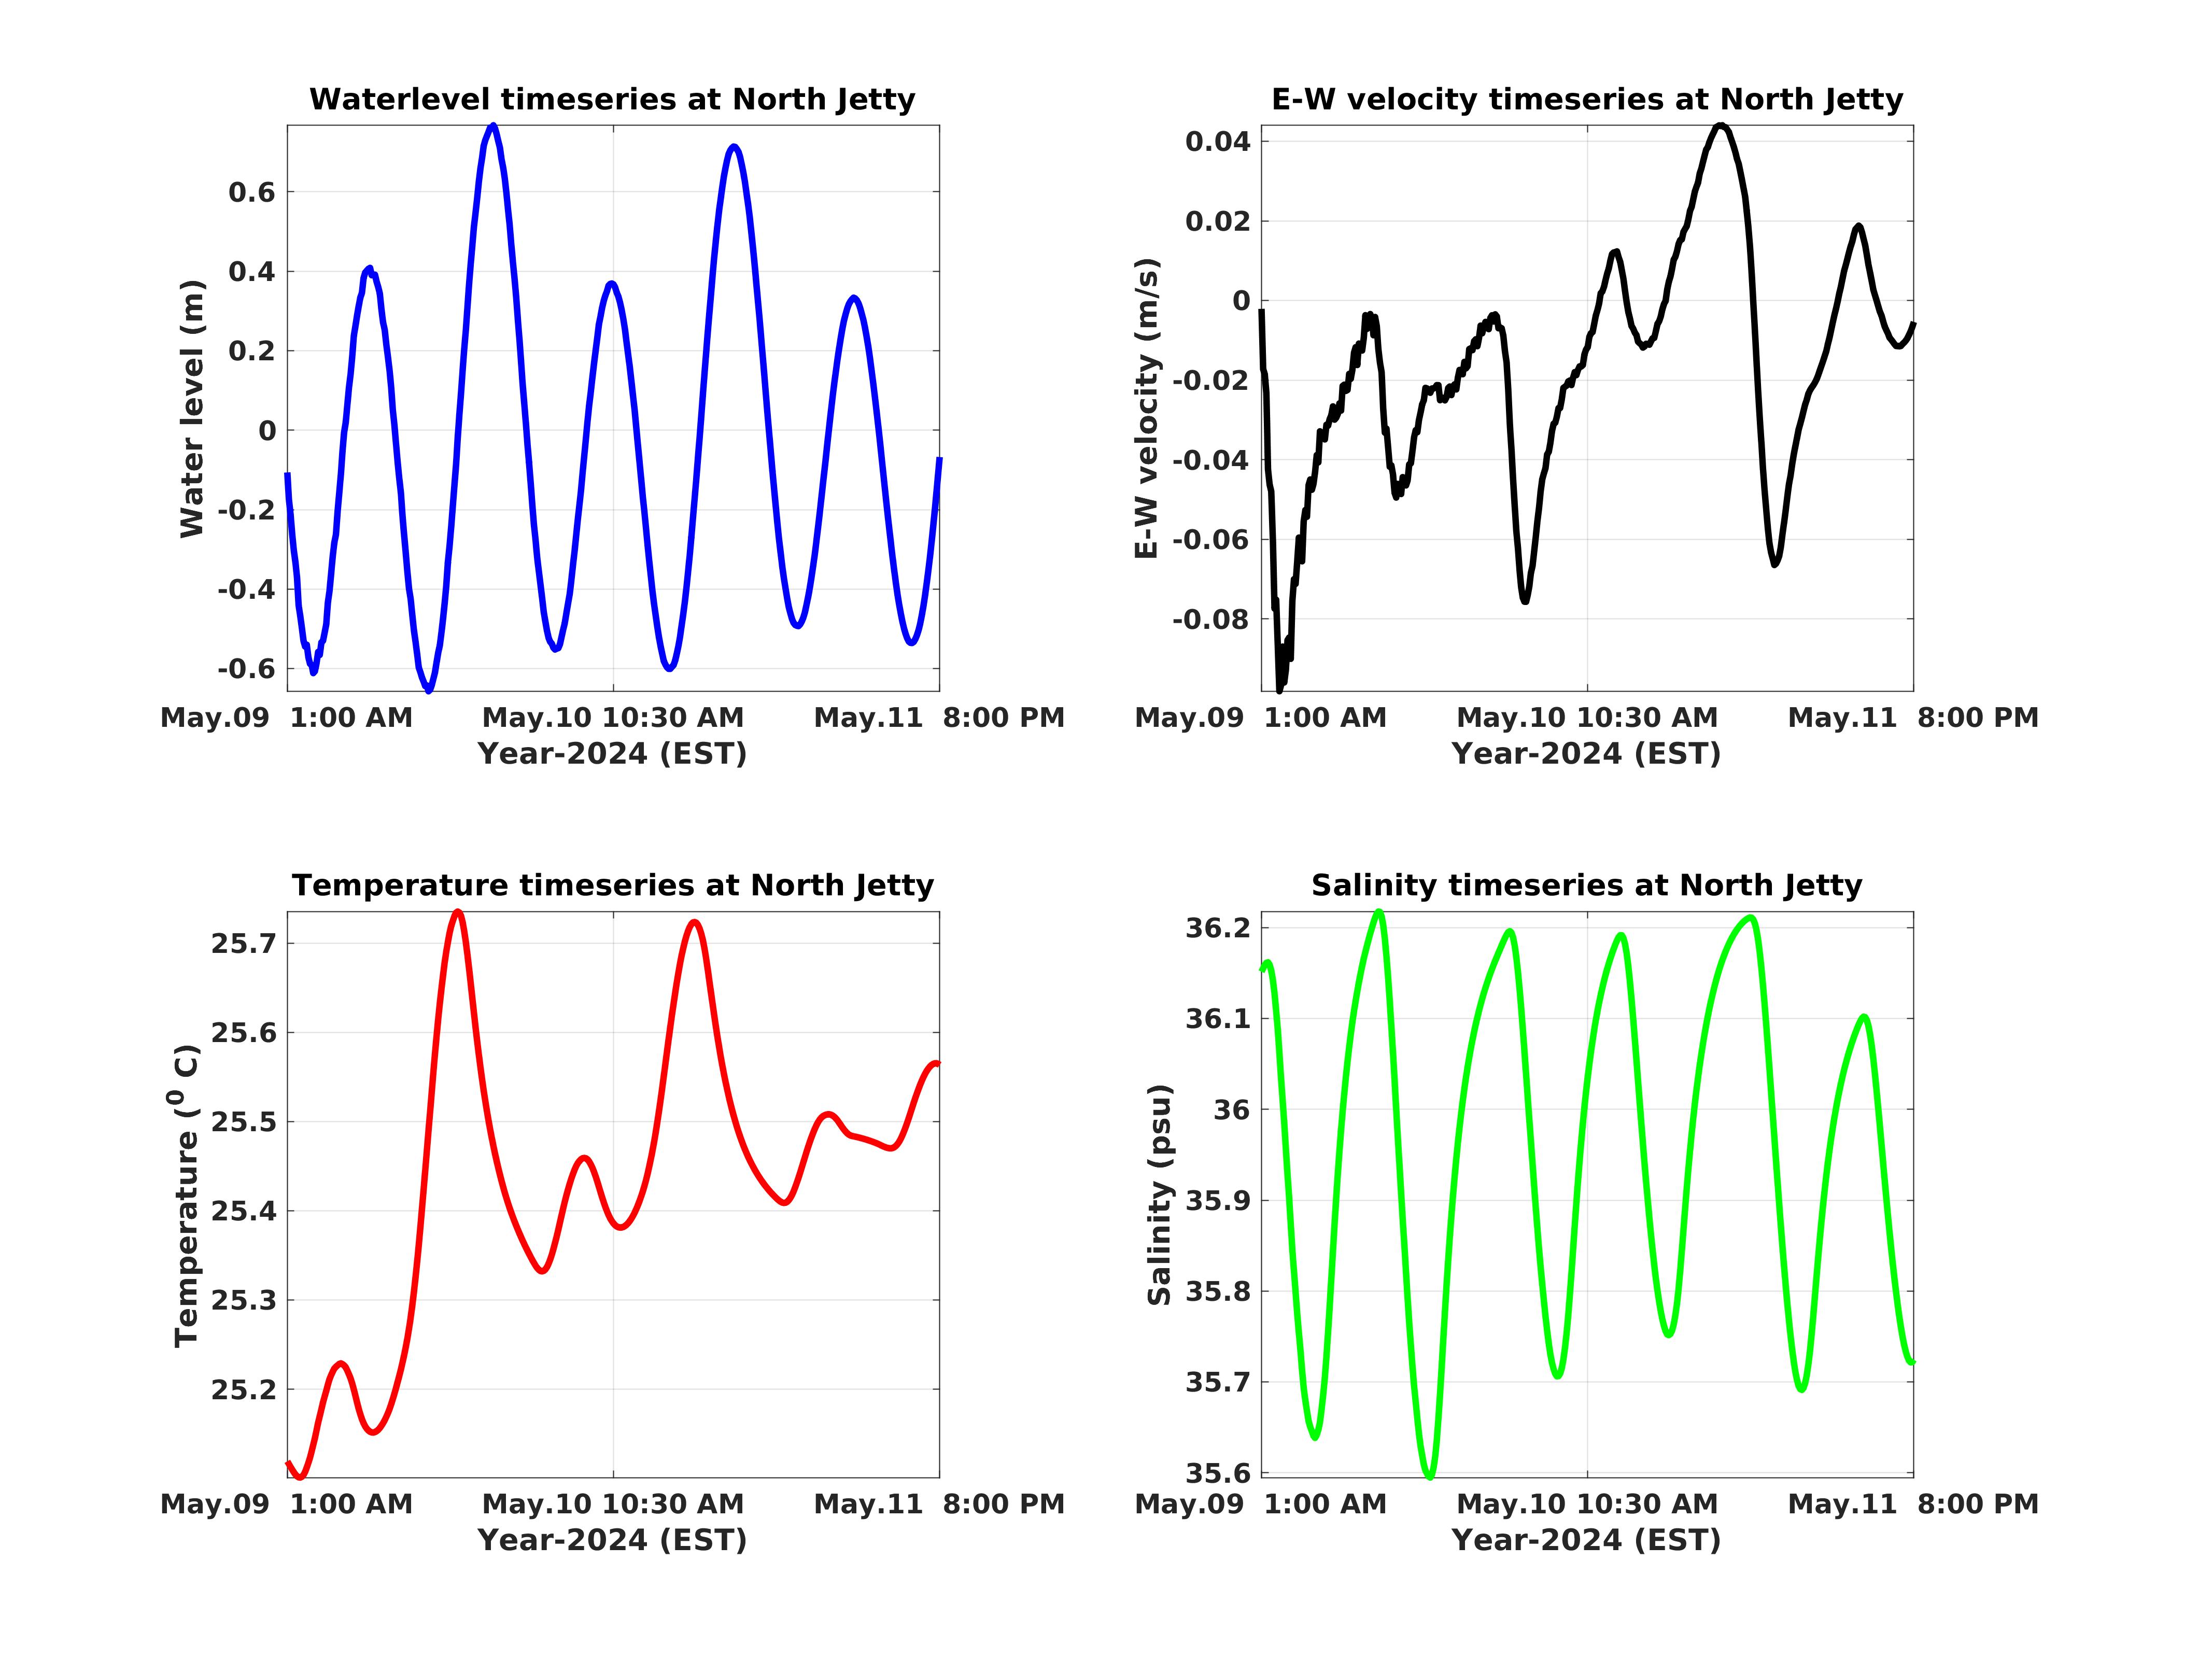 Waterlevel timeseries at North Jetty
Water level (m)
0.6
0.4
0.2
0
-0.2
-0.4
-0.6
May.09 1:00 AM May.10 10:30 AM May.11 8:00 PM
Year-2024 (EST)
E-W velocity timeseries at North Jetty
E-W velocity (m/s)
0.04
0.02
0
-0.02
-0.04
-0.06
-0.08
May.09 1:00 AM May.10 10:30 AM May.11 8:00 PM
Year-2024 (EST)
Temperature timeseries at North Jetty
Temperature (⁰ C)
25.7
25.6
25.5
25.4
25.3
25.2
May.09 1:00 AM May.10 10:30 AM May.11 8:00 PM
Year-2024 (EST)
Salinity timeseries at North Jetty
Salinity (psu)
36.2
36.1
36
35.9
35.8
35.7
35.6
May.09 1:00 AM May.10 10:30 AM May.11 8:00 PM
Year-2024 (EST)